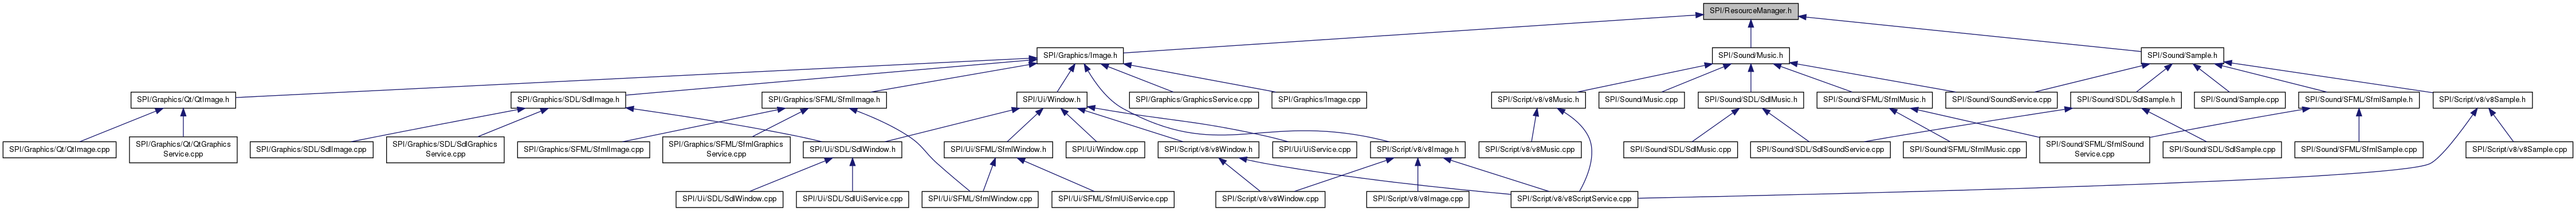 SPI/ResourceManager.h
SPI/Graphics/Image.h
SPI/Sound/Music.h
SPI/Sound/Sample.h
SPI/Graphics/Qt/QtImage.h
SPI/Graphics/SDL/SdlImage.h
SPI/Graphics/SFML/SfmlImage.h
SPI/Ui/Window.h
SPI/Graphics/GraphicsService.cpp
SPI/Graphics/Image.cpp
SPI/Script/v8/v8Music.h
SPI/Sound/Music.cpp
SPI/Sound/SDL/SdlMusic.h
SPI/Sound/SFML/SfmlMusic.h
SPI/Sound/SoundService.cpp
SPI/Sound/SDL/SdlSample.h
SPI/Sound/Sample.cpp
SPI/Sound/SFML/SfmlSample.h
SPI/Script/v8/v8Sample.h
SPI/Graphics/Qt/QtImage.cpp
SPI/Graphics/Qt/QtGraphics
Service.cpp
SPI/Graphics/SDL/SdlImage.cpp
SPI/Graphics/SDL/SdlGraphics
Service.cpp
SPI/Graphics/SFML/SfmlImage.cpp
SPI/Graphics/SFML/SfmlGraphics
Service.cpp
SPI/Ui/SDL/SdlWindow.h
SPI/Ui/SFML/SfmlWindow.h
SPI/Ui/Window.cpp
SPI/Script/v8/v8Window.h
SPI/Ui/UiService.cpp
SPI/Script/v8/v8Image.h
SPI/Script/v8/v8Music.cpp
SPI/Sound/SDL/SdlMusic.cpp
SPI/Sound/SDL/SdlSoundService.cpp
SPI/Sound/SFML/SfmlMusic.cpp
SPI/Sound/SFML/SfmlSound
Service.cpp
SPI/Sound/SDL/SdlSample.cpp
SPI/Sound/SFML/SfmlSample.cpp
SPI/Script/v8/v8Sample.cpp
SPI/Ui/SDL/SdlWindow.cpp
SPI/Ui/SDL/SdlUiService.cpp
SPI/Ui/SFML/SfmlWindow.cpp
SPI/Ui/SFML/SfmlUiService.cpp
SPI/Script/v8/v8Window.cpp
SPI/Script/v8/v8Image.cpp
SPI/Script/v8/v8ScriptService.cpp